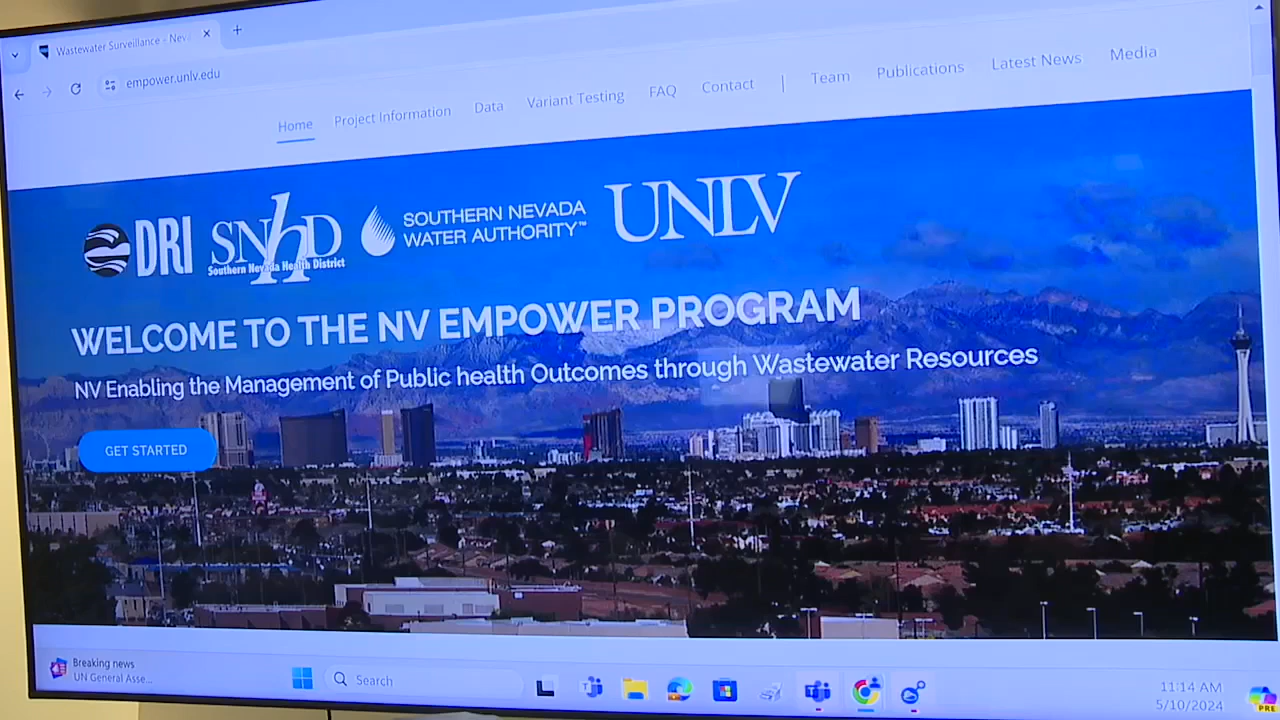 Wastewater Surveillance - Nev
empower.unlv.edu
Home Project Information Data Variant Testing FAQ Contact | Team Publications Latest News Media
DRI
SNhD
Southern Nevada Health District
SOUTHERN NEVADA
WATER AUTHORITY™
UNLV
WELCOME TO THE NV EMPOWER PROGRAM
NV Enabling the Management of Public health Outcomes through Wastewater Resources
GET STARTED
Breaking news
UN General Asse...
Search
11:14 AM
5/10/2024
PRE